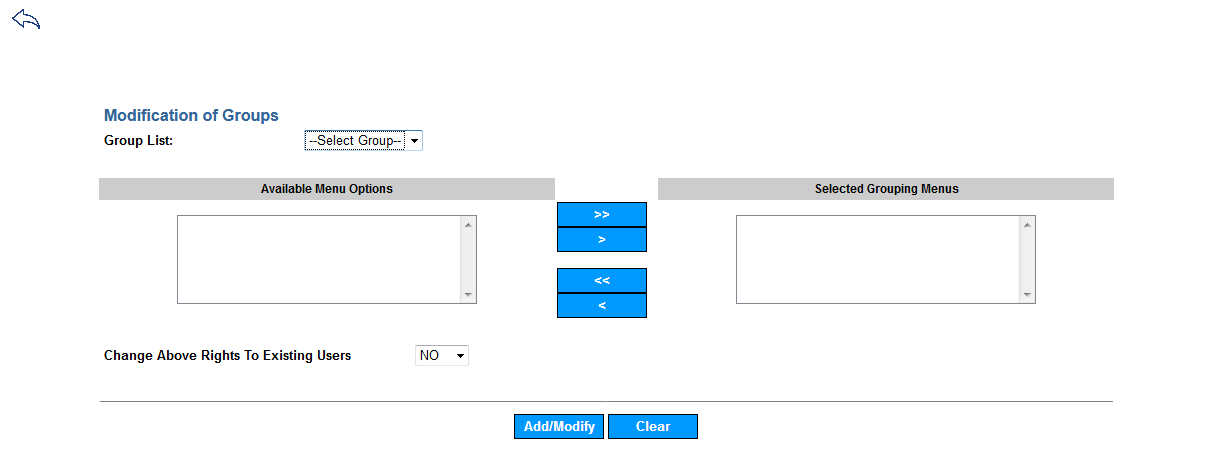 Modification of Groups
Group List: --Select Group--
Available Menu Options
Selected Grouping Menus
>>
>
<<
<
Change Above Rights To Existing Users NO
Add/Modify Clear